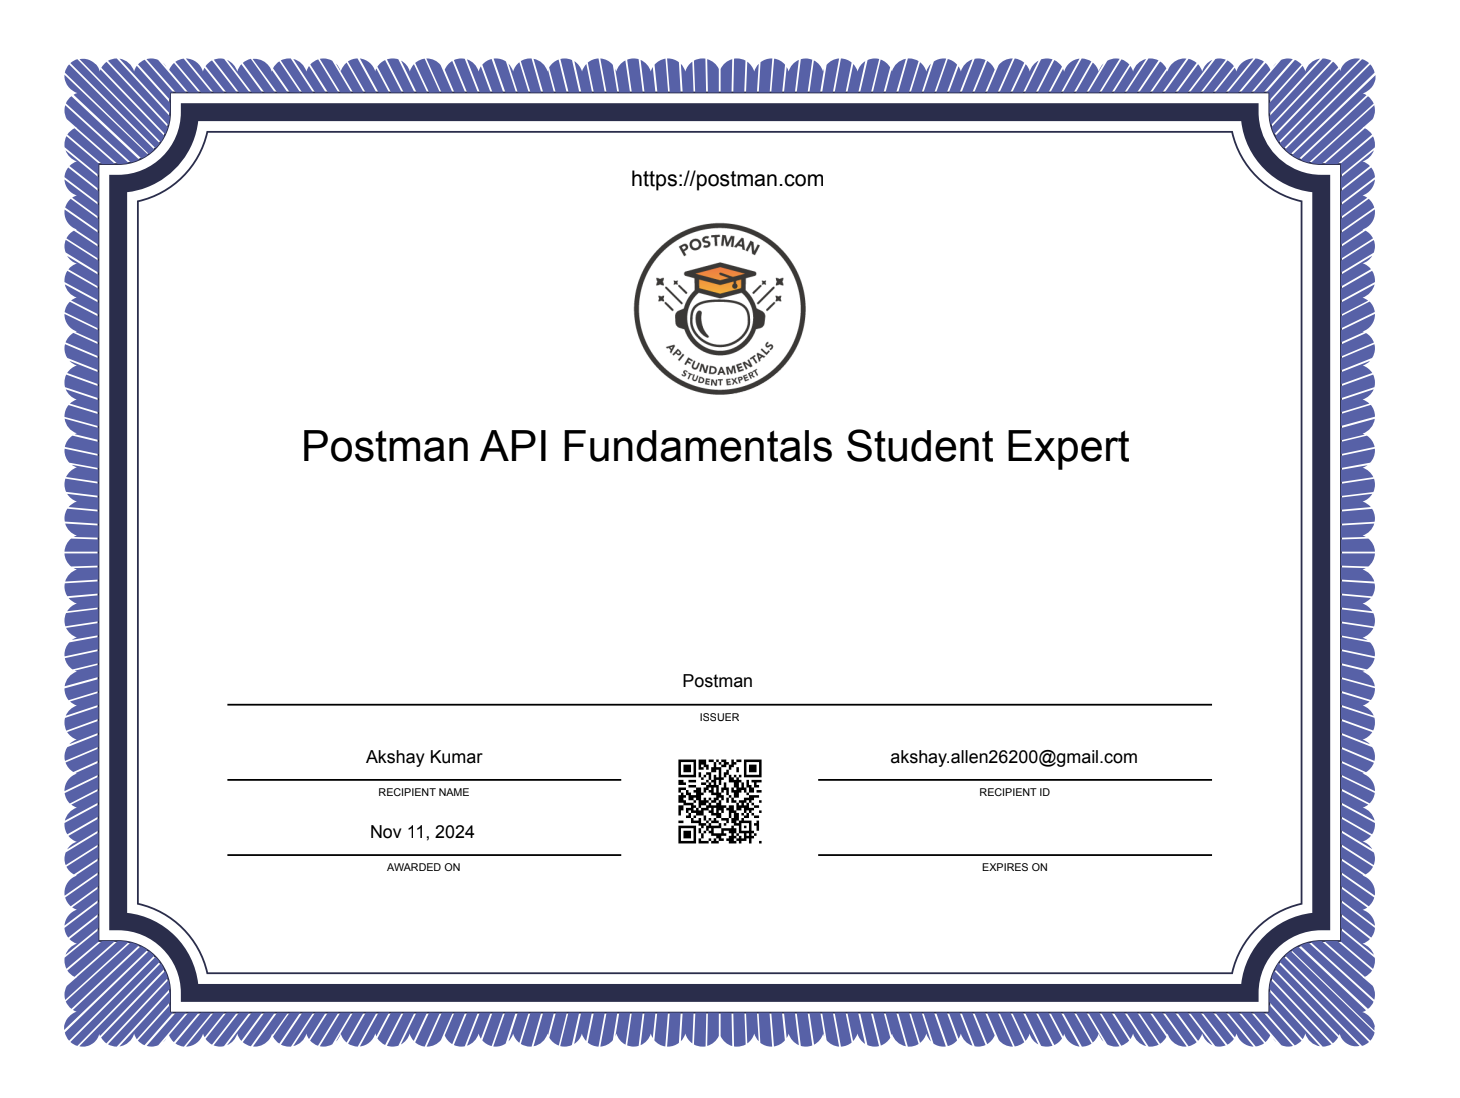 https://postman.com
POSTMAN
API FUNDAMENTALS
STUDENT EXPERT
Postman API Fundamentals Student Expert
Postman
ISSUER
Akshay Kumar
akshay.allen26200@gmail.com
RECIPIENT NAME
RECIPIENT ID
Nov 11, 2024
AWARDED ON
EXPIRES ON